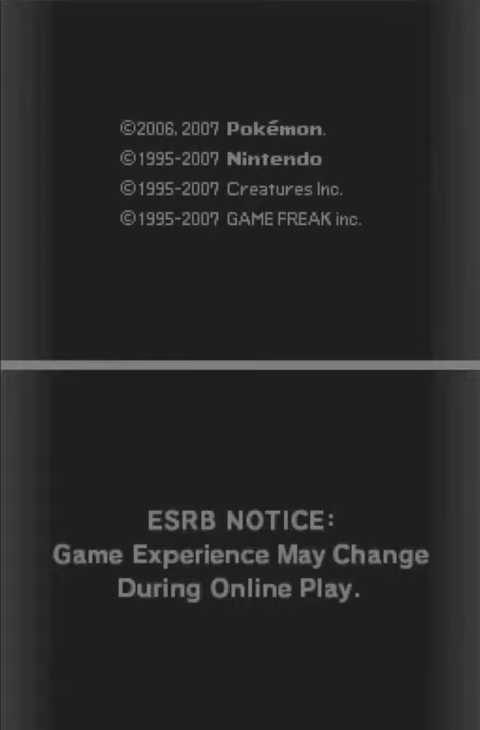 ©2006, 2007 Pokémon.
©1995-2007 Nintendo
©1995-2007 Creatures Inc.
©1995-2007 GAME FREAK inc.
ESRB NOTICE:
Game Experience May Change
During Online Play.